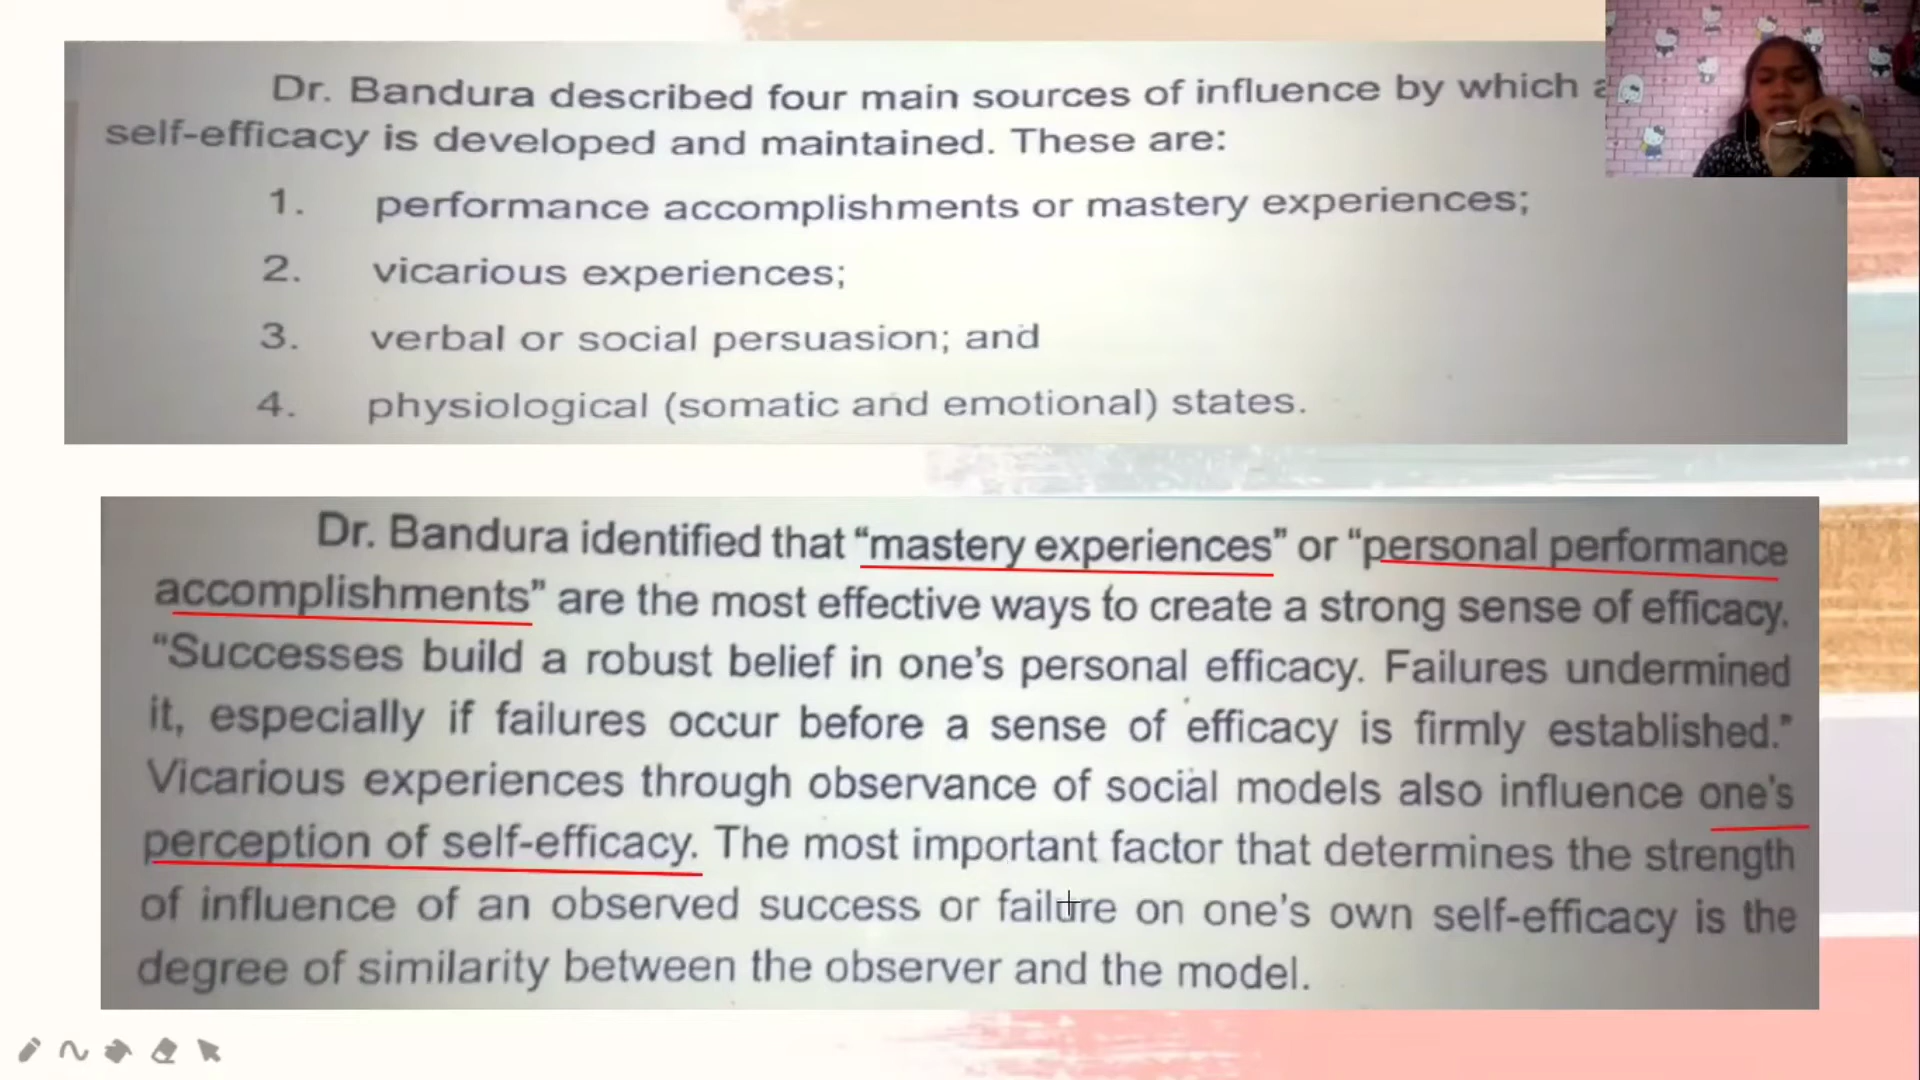 Dr. Bandura described four main sources of influence by which a
self-efficacy is developed and maintained. These are:
1. performance accomplishments or mastery experiences;
2. vicarious experiences;
3. verbal or social persuasion; and
4. physiological (somatic and emotional) states.
Dr. Bandura identified that “mastery experiences” or “personal performance
accomplishments” are the most effective ways to create a strong sense of efficacy.
“Successes build a robust belief in one's personal efficacy. Failures undermined
it, especially if failures occur before a sense of efficacy is firmly established.”
Vicarious experiences through observance of social models also influence one's
perception of self-efficacy. The most important factor that determines the strength
of influence of an observed success or failure on one's own self-efficacy is the
degree of similarity between the observer and the model.